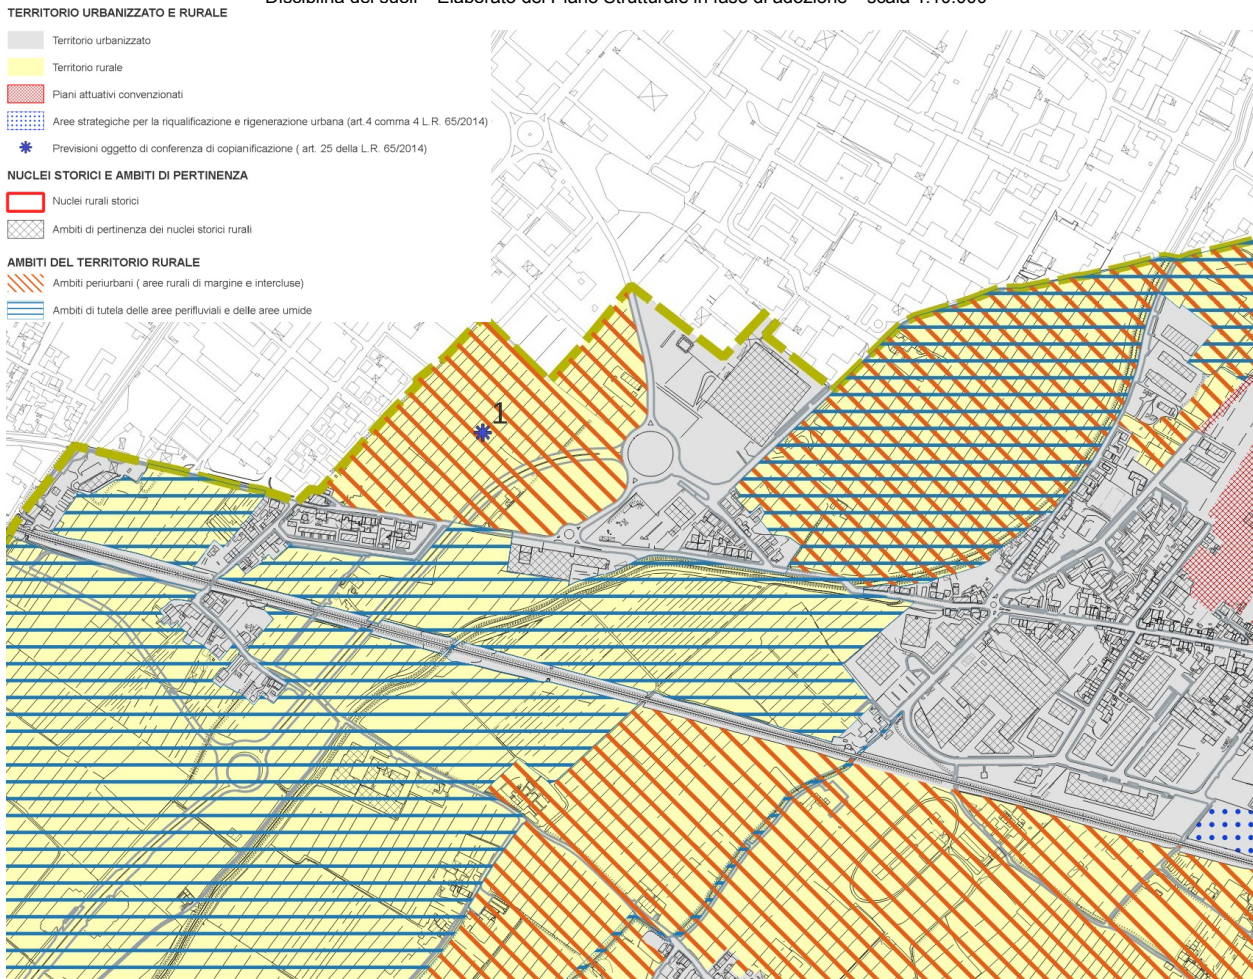 TERRITORIO URBANIZZATO E RURALE
Territorio urbanizzato
Territorio rurale
Piani attuativi convenzionati
Aree strategiche per la riqualificazione e rigenerazione urbana (art.4 comma 4 L.R. 65/2014)
Previsioni oggetto di conferenza di copianificazione ( art. 25 della L.R. 65/2014)
NUCLEI STORICI E AMBITI DI PERTINENZA
Nuclei rurali storici
Ambiti di pertinenza dei nuclei storici rurali
AMBITI DEL TERRITORIO RURALE
Ambiti periurbani ( aree rurali di margine e intercluse)
Ambiti di tutela delle aree perifluviali e delle aree umide
1